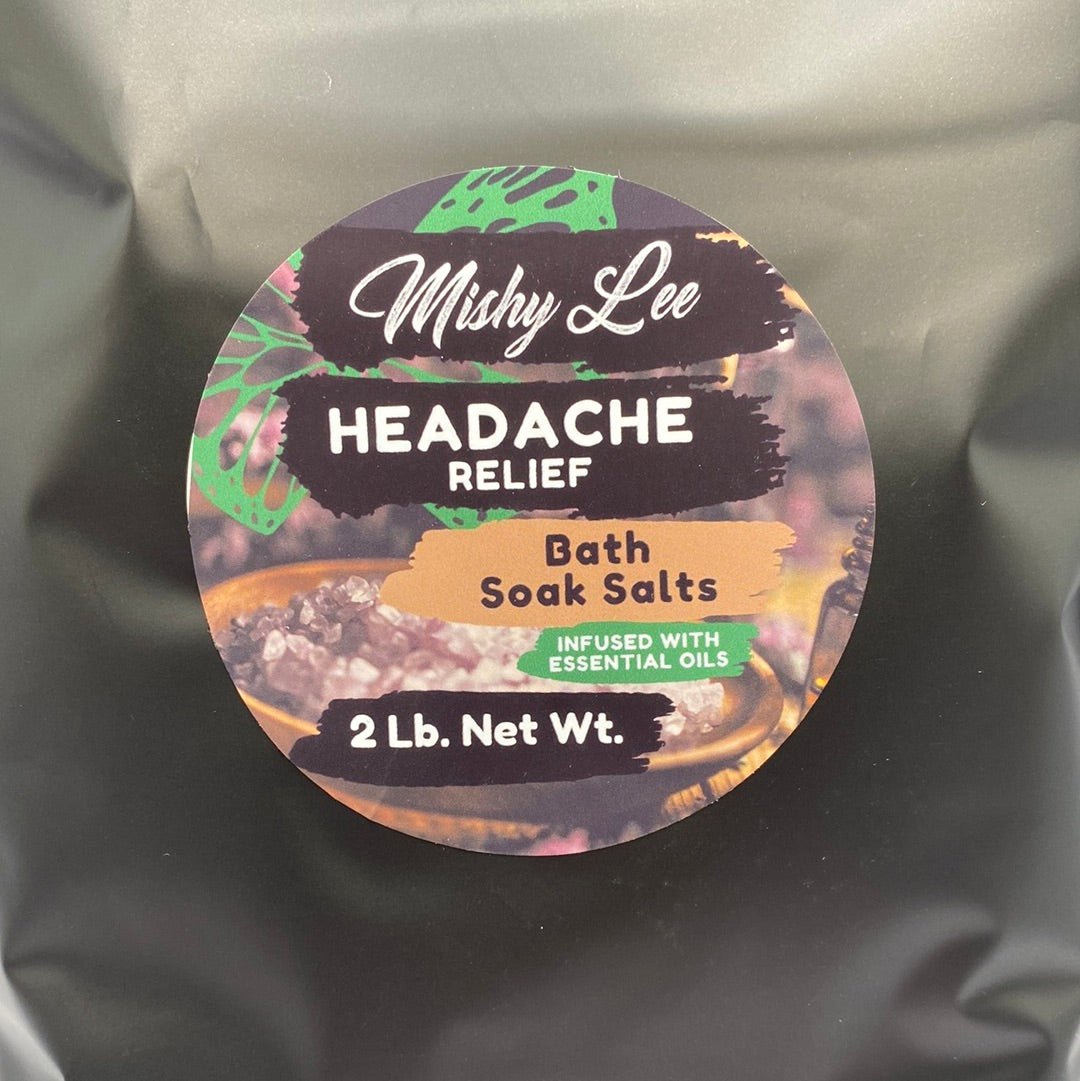 Mishy Lee
HEADACHE
RELIEF
Bath
Soak Salts
INFUSED WITH
ESSENTIAL OILS
2 Lb. Net Wt.